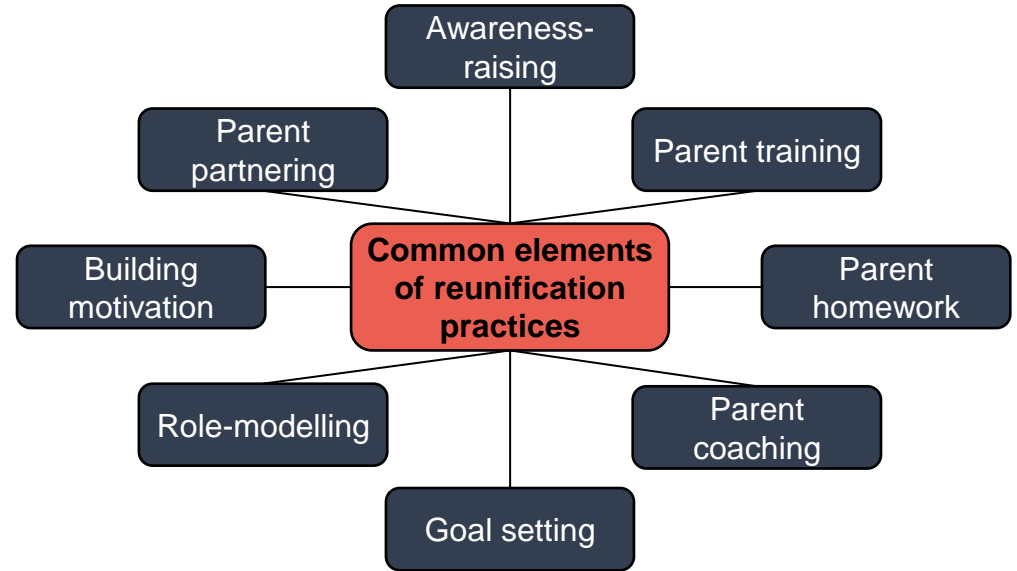 Awareness-
raising
Parent
partnering
Parent training
Common elements
of reunification
practices
Building
motivation
Parent
homework
Role-modelling
Parent
coaching
Goal setting